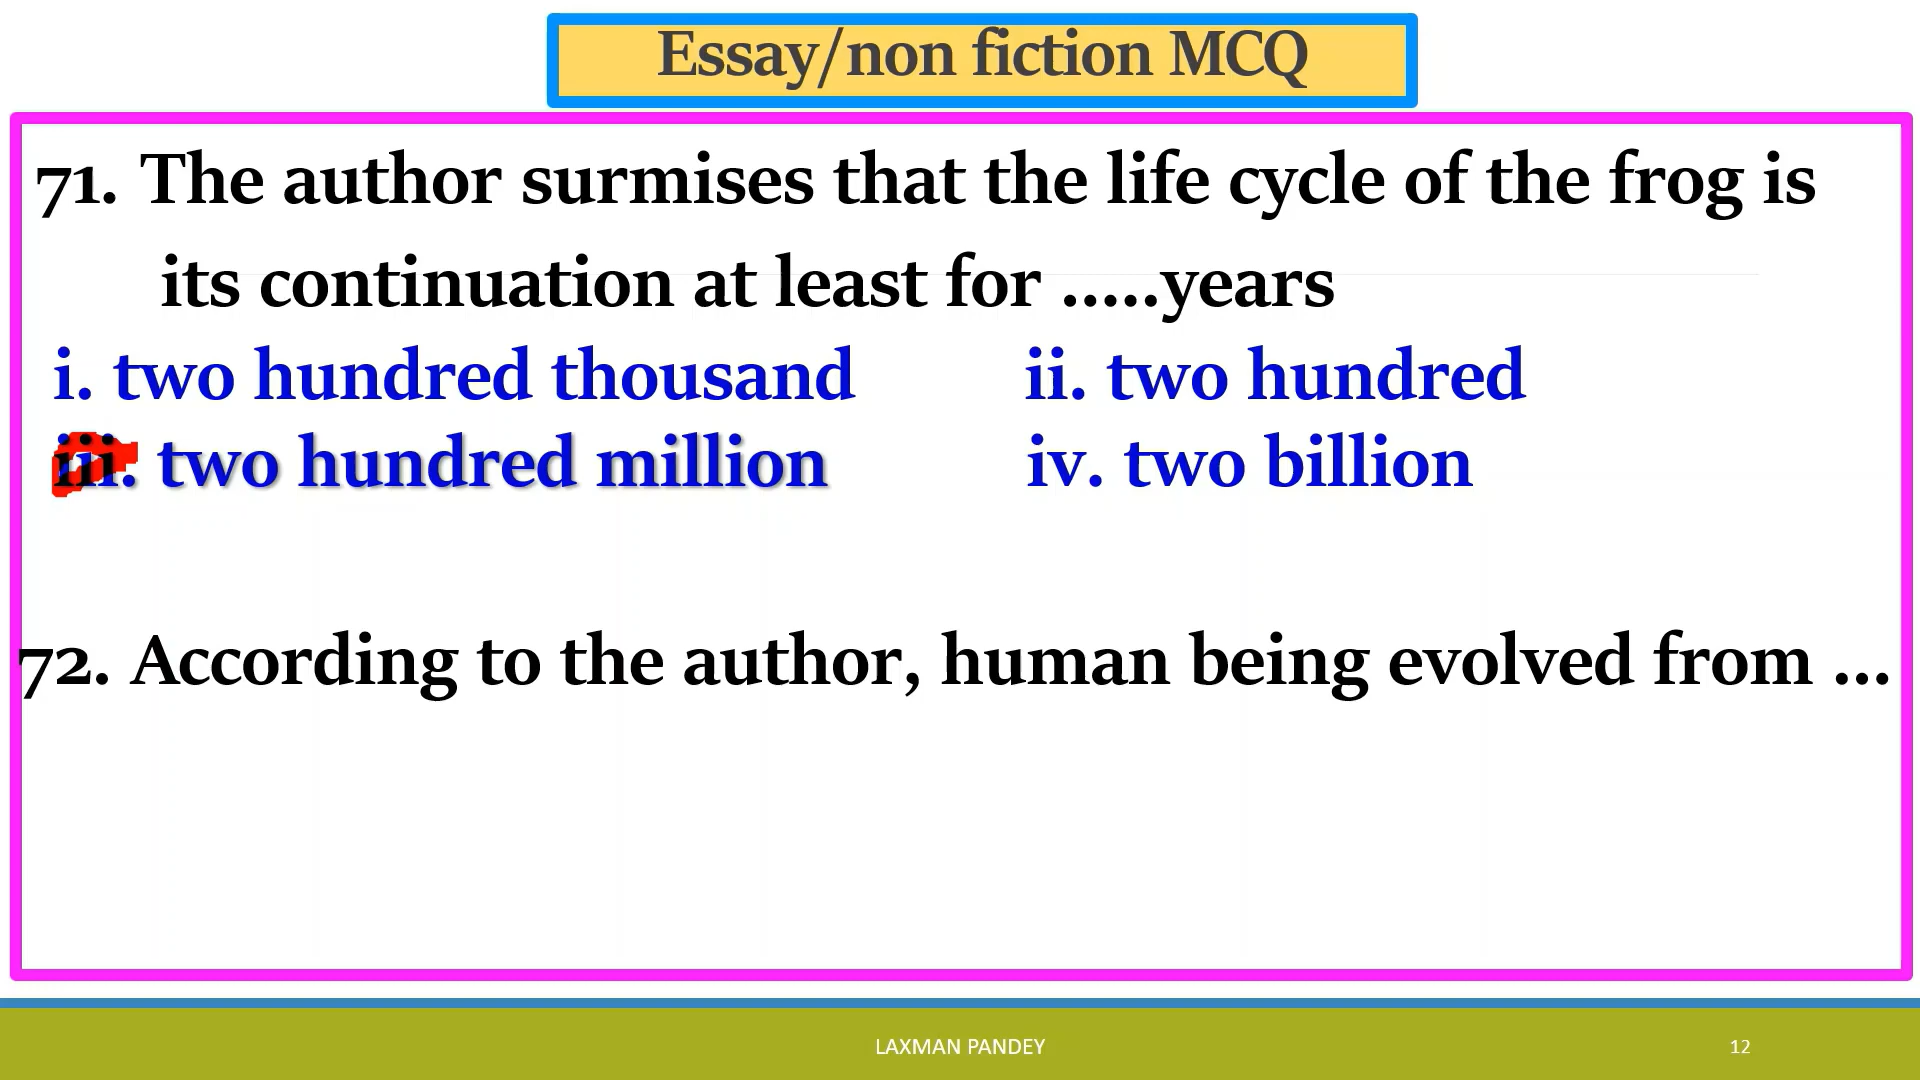 Essay/non fiction MCQ
71. The author surmises that the life cycle of the frog is
its continuation at least for .....years
i. two hundred thousand ii. two hundred
iii. two hundred million iv. two billion
72. According to the author, human being evolved from ...
LAXMAN PANDEY 12